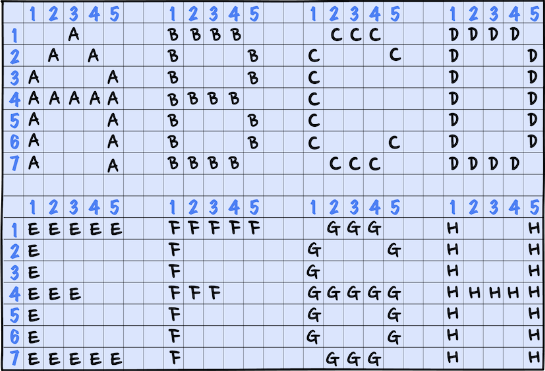 1 2 3 4 5 1 2 3 4 5 1 2 3 4 5 1 2 3 4 5
1 A B B B B C C C D D D D
2 A A B B C C D D
3 A A B B C D D
4 A A A A A B B B B C D D
5 A A B B C D D
6 A A B B C C D D
7 A A B B B B C C C D D D D
1 2 3 4 5 1 2 3 4 5 1 2 3 4 5 1 2 3 4 5
1 E E E E E F F F F F G G G H H
2 E F G G H H
3 E F G H H
4 E E E F F F G G G G G H H H H H
5 E F G G H H
6 E F G G H H
7 E E E E E F G G G H H